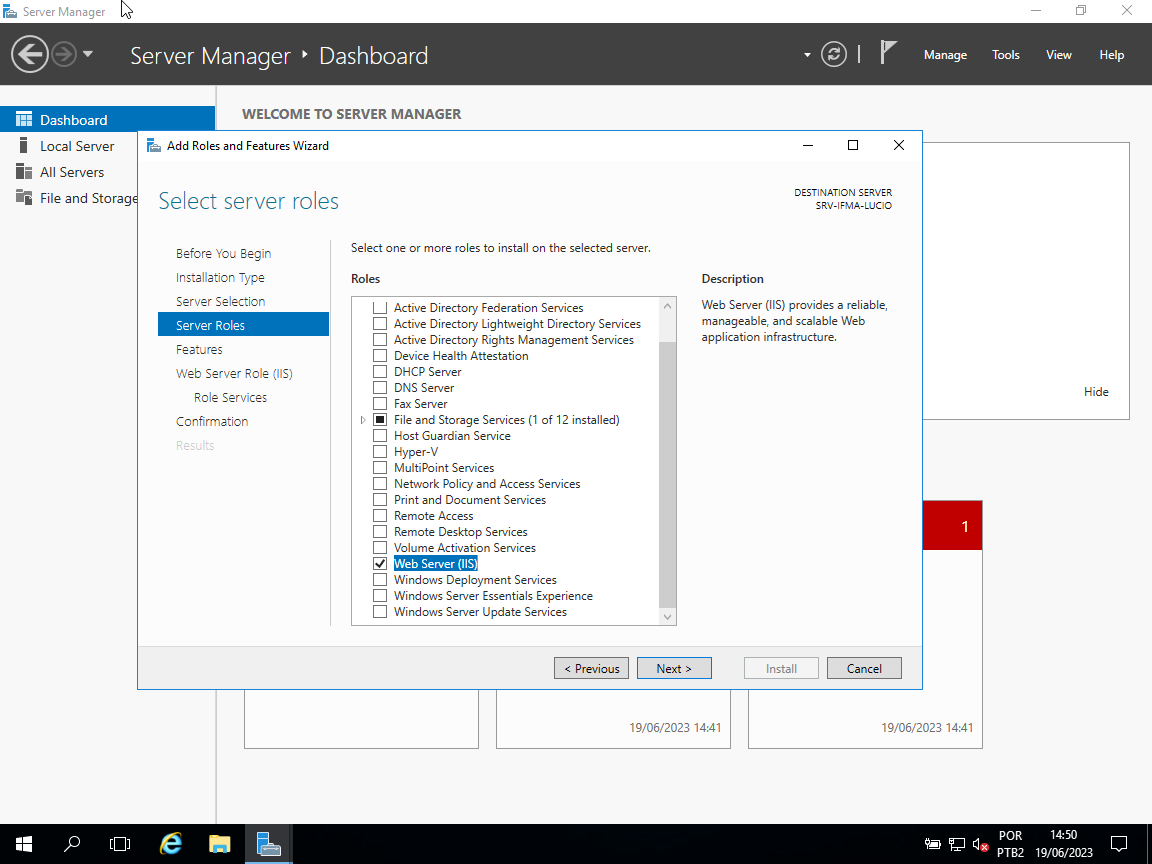 Server Manager
Server Manager ‣ Dashboard
Manage Tools View Help
Dashboard
Local Server
All Servers
File and Storage
WELCOME TO SERVER MANAGER
Add Roles and Features Wizard
Select server roles
DESTINATION SERVER
SRV-IFMA-LUCIO
Before You Begin
Installation Type
Server Selection
Server Roles
Features
Web Server Role (IIS)
Role Services
Confirmation
Results
Select one or more roles to install on the selected server.
Roles
Active Directory Federation Services
Active Directory Lightweight Directory Services
Active Directory Rights Management Services
Device Health Attestation
DHCP Server
DNS Server
Fax Server
File and Storage Services (1 of 12 installed)
Host Guardian Service
Hyper-V
MultiPoint Services
Network Policy and Access Services
Print and Document Services
Remote Access
Remote Desktop Services
Volume Activation Services
Web Server (IIS)
Windows Deployment Services
Windows Server Essentials Experience
Windows Server Update Services
Description
Web Server (IIS) provides a reliable,
manageable, and scalable Web
application infrastructure.
< Previous Next > Install Cancel
Hide
1
19/06/2023 14:41
19/06/2023 14:41
POR
PTB2
14:50
19/06/2023